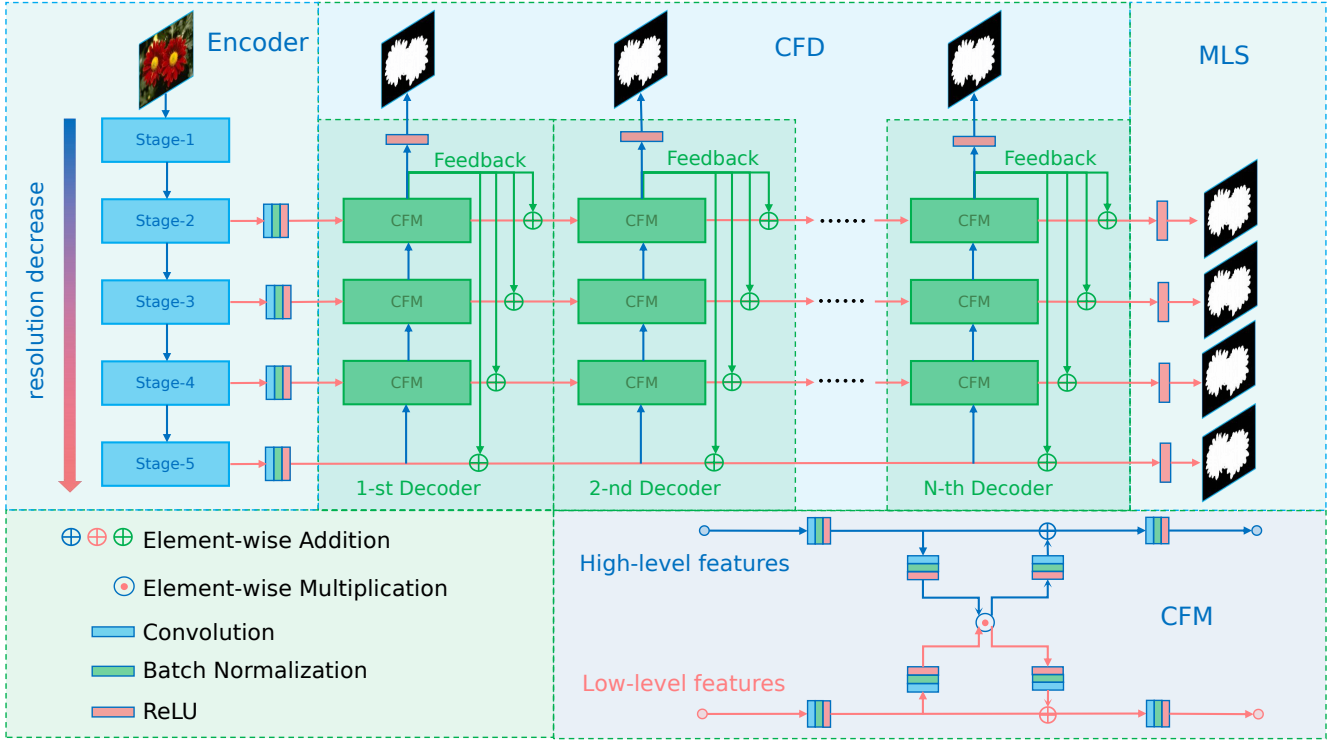 Encoder
CFD
MLS
resolution decrease
Stage-1
Stage-2
Stage-3
Stage-4
Stage-5
Feedback
CFM
CFM
CFM
1-st Decoder
Feedback
CFM
CFM
CFM
2-nd Decoder
......
......
......
Feedback
CFM
CFM
CFM
N-th Decoder
Element-wise Addition
Element-wise Multiplication
Convolution
Batch Normalization
ReLU
High-level features
CFM
Low-level features